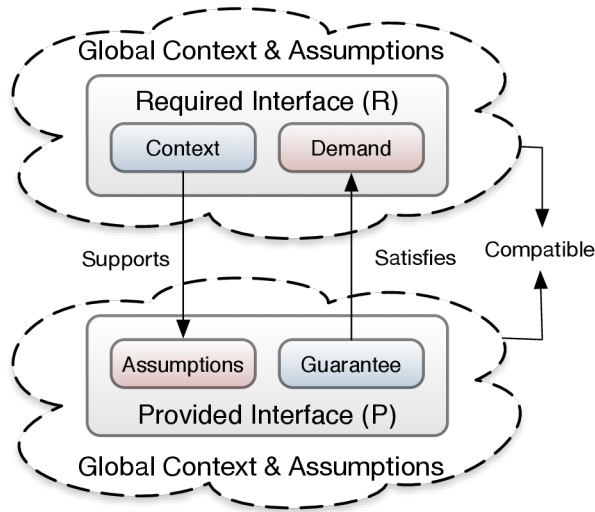 Global Context & Assumptions
Required Interface (R)
Context
Demand
Supports
Satisfies
Compatible
Assumptions
Guarantee
Provided Interface (P)
Global Context & Assumptions